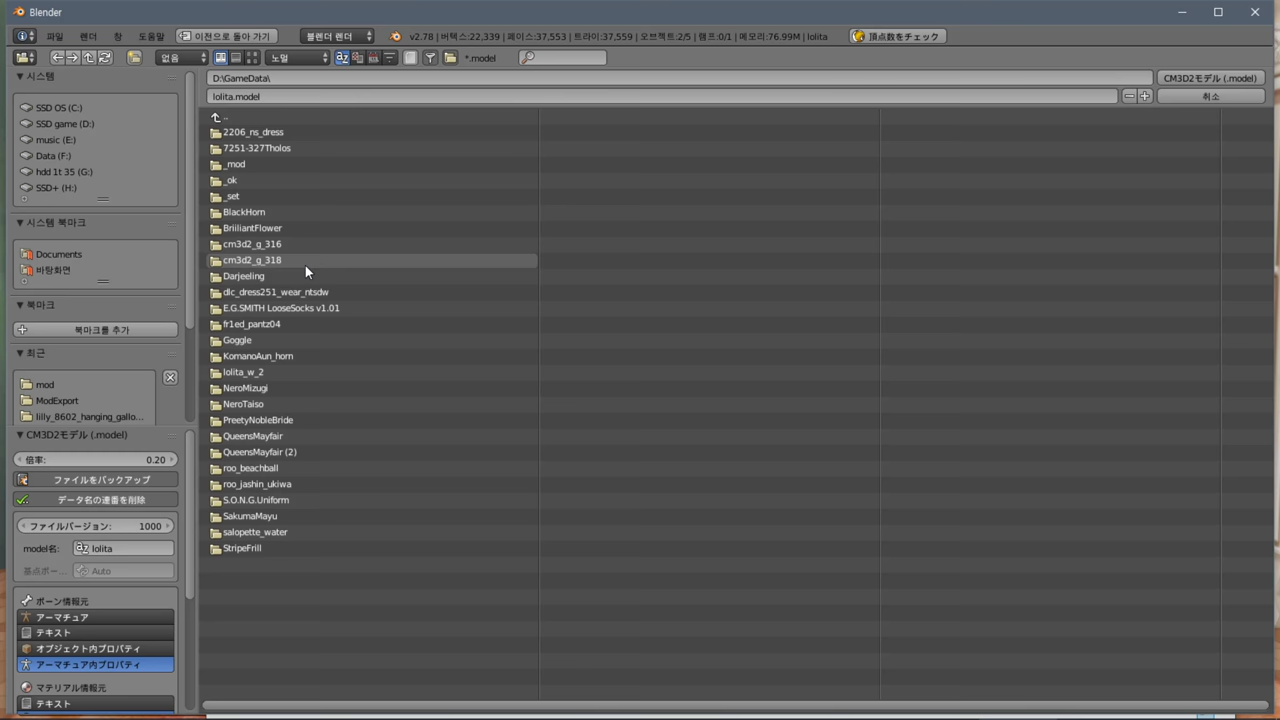 Blender
파일 렌더 창 도움말 이전으로 돌아 가기 블렌더 렌더 v2.78 | 버텍스:22,339 | 페이스:37,553 | 트라이:37,559 | 오브젝트:2/5 | 램프:0/1 | 메모리:76.99M | lolita 頂点数をチェック
없음 노멀 *.model
시스템
SSD OS (C:)
SSD game (D:)
music (E:)
Data (F:)
hdd 1t 35 (G:)
SSD+ (H:)
시스템 북마크
Documents
바탕화면
북마크
북마크를 추가
최근
mod
ModExport
lilly_8602_hanging_gallo...
CM3D2モデル (.model)
倍率: 0.20
ファイルをバックアップ
データ名の連番を削除
ファイルバージョン: 1000
model名: lolita
基点ボー... Auto
ボーン情報元
アーマチュア
テキスト
オブジェクト内プロパティ
アーマチュア内プロパティ
マテリアル情報元
テキスト
D:\GameData\ CM3D2モデル (.model)
lolita.model 취소
..
2206_ns_dress
7251-327Tholos
_mod
_ok
_set
BlackHorn
BriiliantFlower
cm3d2_g_316
cm3d2_g_318
Darjeeling
dlc_dress251_wear_ntsdw
E.G.SMITH LooseSocks v1.01
fr1ed_pantz04
Goggle
KomanoAun_horn
lolita_w_2
NeroMizugi
NeroTaiso
PreetyNobleBride
QueensMayfair
QueensMayfair (2)
roo_beachball
roo_jashin_ukiwa
S.O.N.G.Uniform
SakumaMayu
salopette_water
StripeFrill